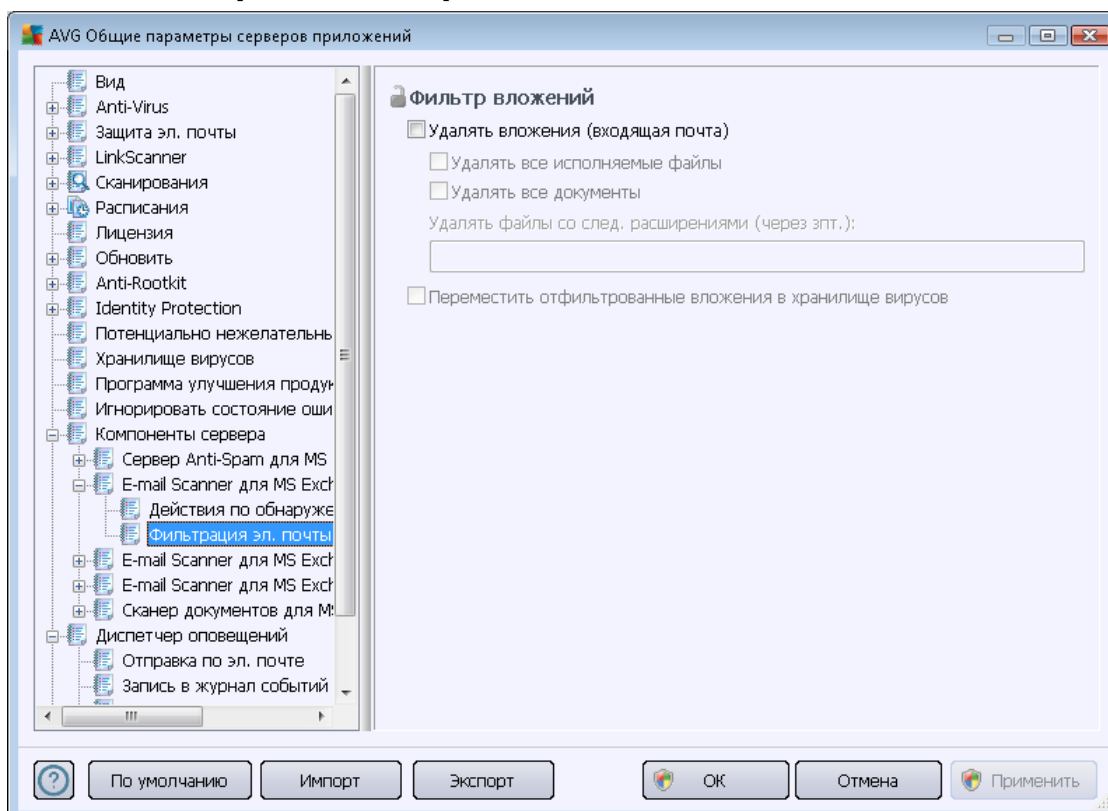 AVG Общие параметры серверов приложений
Вид
Anti-Virus
Защита эл. почты
LinkScanner
Сканирования
Расписания
Лицензия
Обновить
Anti-Rootkit
Identity Protection
Потенциально нежелательны
Хранилище вирусов
Программа улучшения продук
Игнорировать состояние оши
Компоненты сервера
Сервер Anti-Spam для MS
E-mail Scanner для MS Exch
Действия по обнаруже
Фильтрация эл. почты
E-mail Scanner для MS Exch
E-mail Scanner для MS Exch
Сканер документов для MS
Диспетчер оповещений
Отправка по эл. почте
Запись в журнал событий
Фильтр вложений
Удалять вложения (входящая почта)
Удалять все исполняемые файлы
Удалять все документы
Удалять файлы со след. расширениями (через зпт.):
Переместить отфильтрованные вложения в хранилище вирусов
По умолчанию
Импорт
Экспорт
ОК
Отмена
Применить